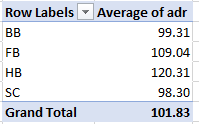 Row Labels Average of adr
BB 99.31
FB 109.04
HB 120.31
SC 98.30
Grand Total 101.83